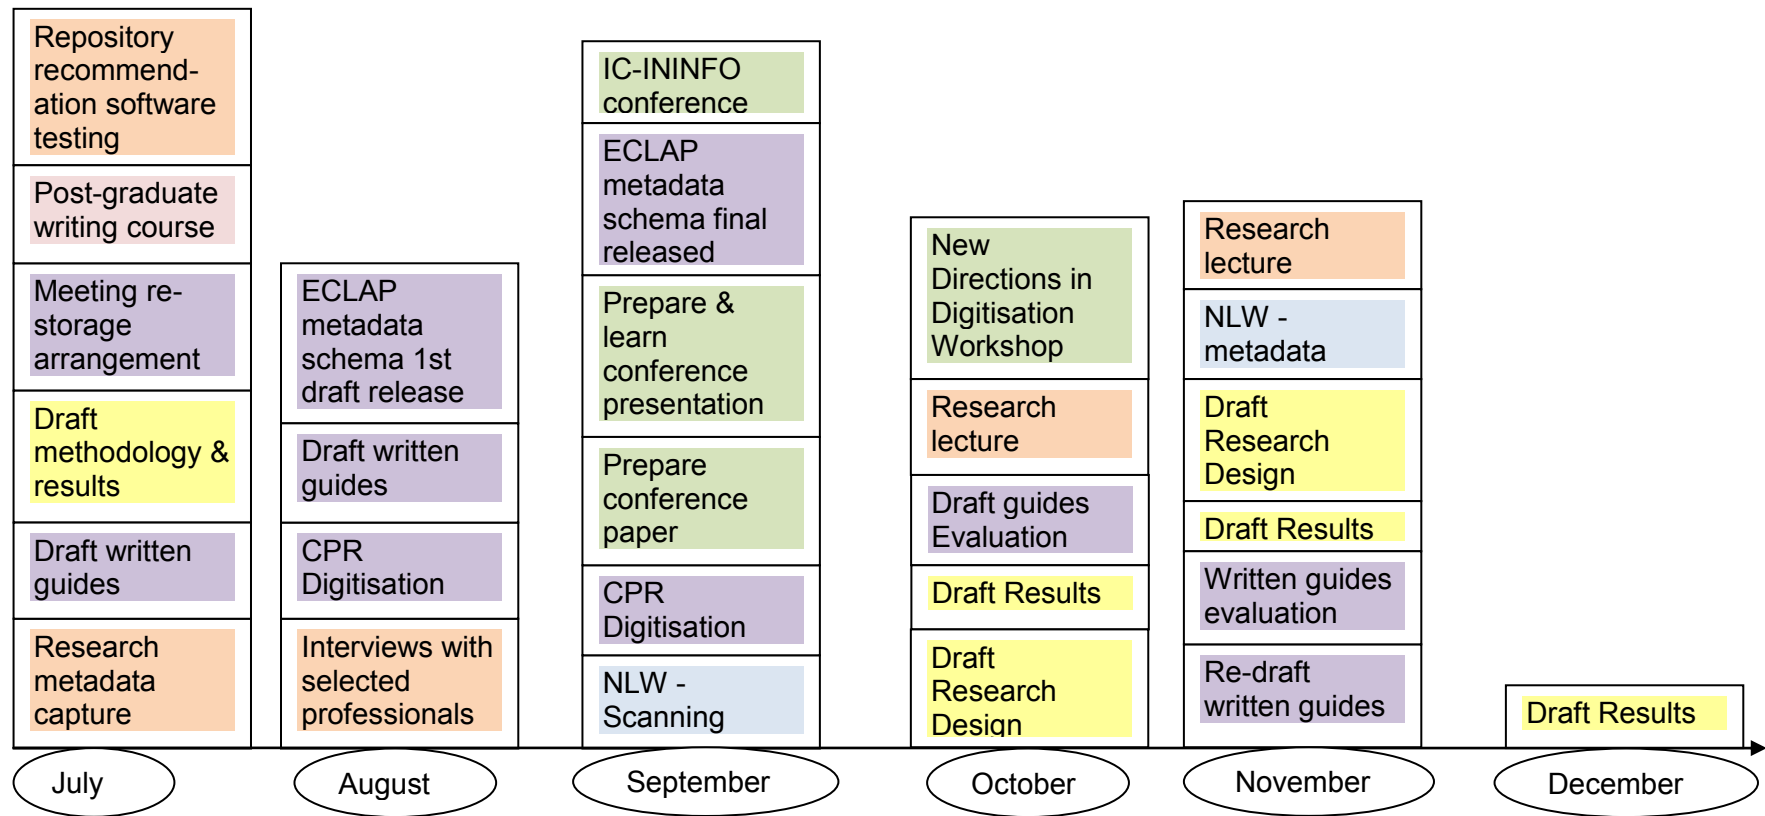 Repository
recommend-
ation software
testing
Post-graduate
writing course
Meeting re-
storage
arrangement
Draft
methodology &
results
Draft written
guides
Research
metadata
capture
July
ECLAP
metadata
schema 1st
draft release
Draft written
guides
CPR
Digitisation
Interviews with
selected
professionals
August
IC-ININFO
conference
ECLAP
metadata
schema final
released
Prepare &
learn
conference
presentation
Prepare
conference
paper
CPR
Digitisation
NLW -
Scanning
September
New
Directions in
Digitisation
Workshop
Research
lecture
Draft guides
Evaluation
Draft Results
Draft
Research
Design
October
Research
lecture
NLW -
metadata
Draft
Research
Design
Draft Results
Written guides
evaluation
Re-draft
written guides
November
Draft Results
December